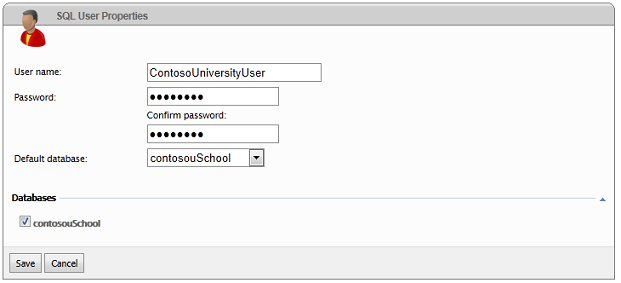 SQL User Properties
User name:
ContosoUniversityUser
Password:
●●●●●●●●
Confirm password:
●●●●●●●●
Default database:
contosouSchool
Databases
contosouSchool
Save
Cancel